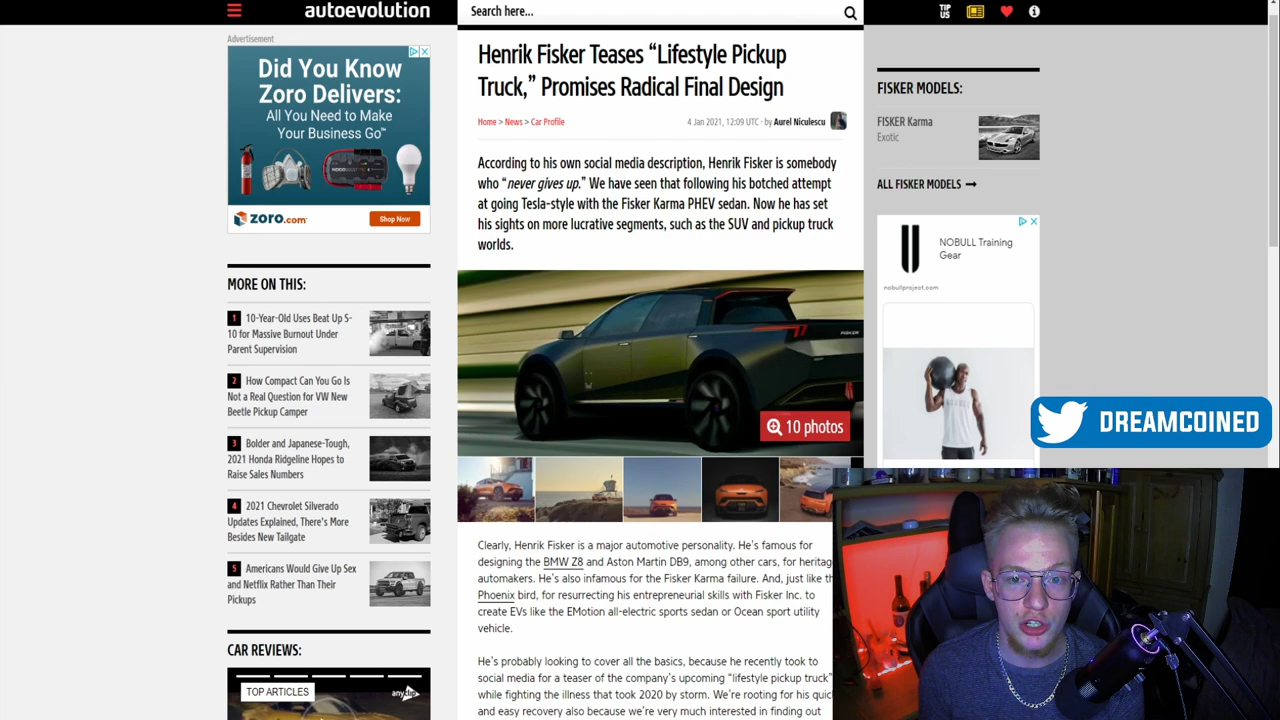 autoevolution
Search here...
TIP
US
Advertisement
Did You Know
Zoro Delivers:
All You Need to Make
Your Business Go™
zoro.com
Shop Now
MORE ON THIS:
1 10-Year-Old Uses Beat Up S-
10 for Massive Burnout Under
Parent Supervision
2 How Compact Can You Go Is
Not a Real Question for VW New
Beetle Pickup Camper
3 Bolder and Japanese-Tough,
2021 Honda Ridgeline Hopes to
Raise Sales Numbers
4 2021 Chevrolet Silverado
Updates Explained, There's More
Besides New Tailgate
5 Americans Would Give Up Sex
and Netflix Rather Than Their
Pickups
CAR REVIEWS:
TOP ARTICLES
anyclip
Henrik Fisker Teases “Lifestyle Pickup
Truck,” Promises Radical Final Design
Home > News > Car Profile
4 Jan 2021, 12:09 UTC · by Aurel Niculescu
According to his own social media description, Henrik Fisker is somebody
who “never gives up.” We have seen that following his botched attempt
at going Tesla-style with the Fisker Karma PHEV sedan. Now he has set
his sights on more lucrative segments, such as the SUV and pickup truck
worlds.
FISKER
10 photos
Clearly, Henrik Fisker is a major automotive personality. He's famous for
designing the BMW Z8 and Aston Martin DB9, among other cars, for heritag
automakers. He's also infamous for the Fisker Karma failure. And, just like th
Phoenix bird, for resurrecting his entrepreneurial skills with Fisker Inc. to
create EVs like the EMotion all-electric sports sedan or Ocean sport utility
vehicle.
He's probably looking to cover all the basics, because he recently took to
social media for a teaser of the company's upcoming “lifestyle pickup truck”
while fighting the illness that took 2020 by storm. We're rooting for his quic
and easy recovery also because we're very much interested in finding out
FISKER MODELS:
FISKER Karma
Exotic
ALL FISKER MODELS
NOBULL Training
Gear
nobullproject.com
DREAMCOINED